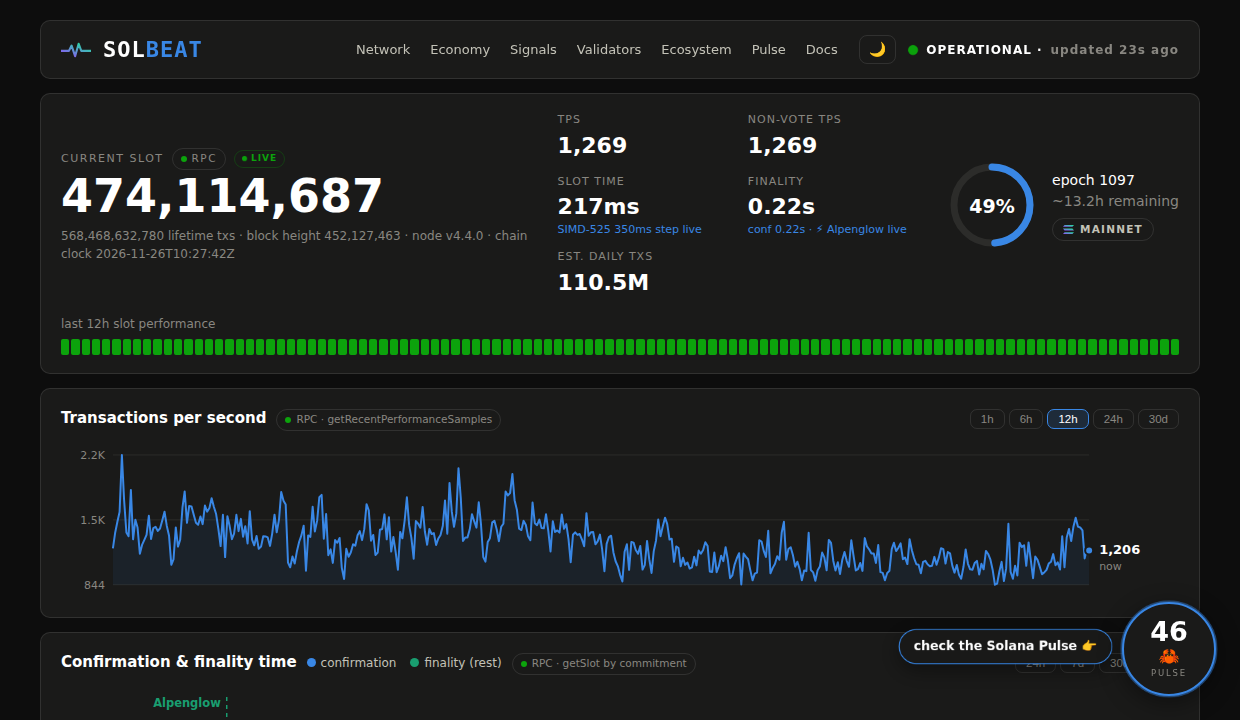 SOLBEAT
Network Economy Signals Validators Ecosystem Pulse Docs
OPERATIONAL · updated 23s ago
CURRENT SLOT RPC LIVE
474,114,687
568,468,632,780 lifetime txs · block height 452,127,463 · node v4.4.0 · chain
clock 2026-11-26T10:27:42Z
TPS
1,269
NON-VOTE TPS
1,269
SLOT TIME
217ms
SIMD-525 350ms step live
FINALITY
0.22s
conf 0.22s · ⚡ Alpenglow live
EST. DAILY TXS
110.5M
49%
epoch 1097
~13.2h remaining
MAINNET
last 12h slot performance
Transactions per second RPC · getRecentPerformanceSamples
1h 6h 12h 24h 30d
2.2K
1.5K
844
1,206
now
Confirmation & finality time confirmation finality (rest) RPC · getSlot by commitment
Alpenglow
check the Solana Pulse 👉
46
PULSE